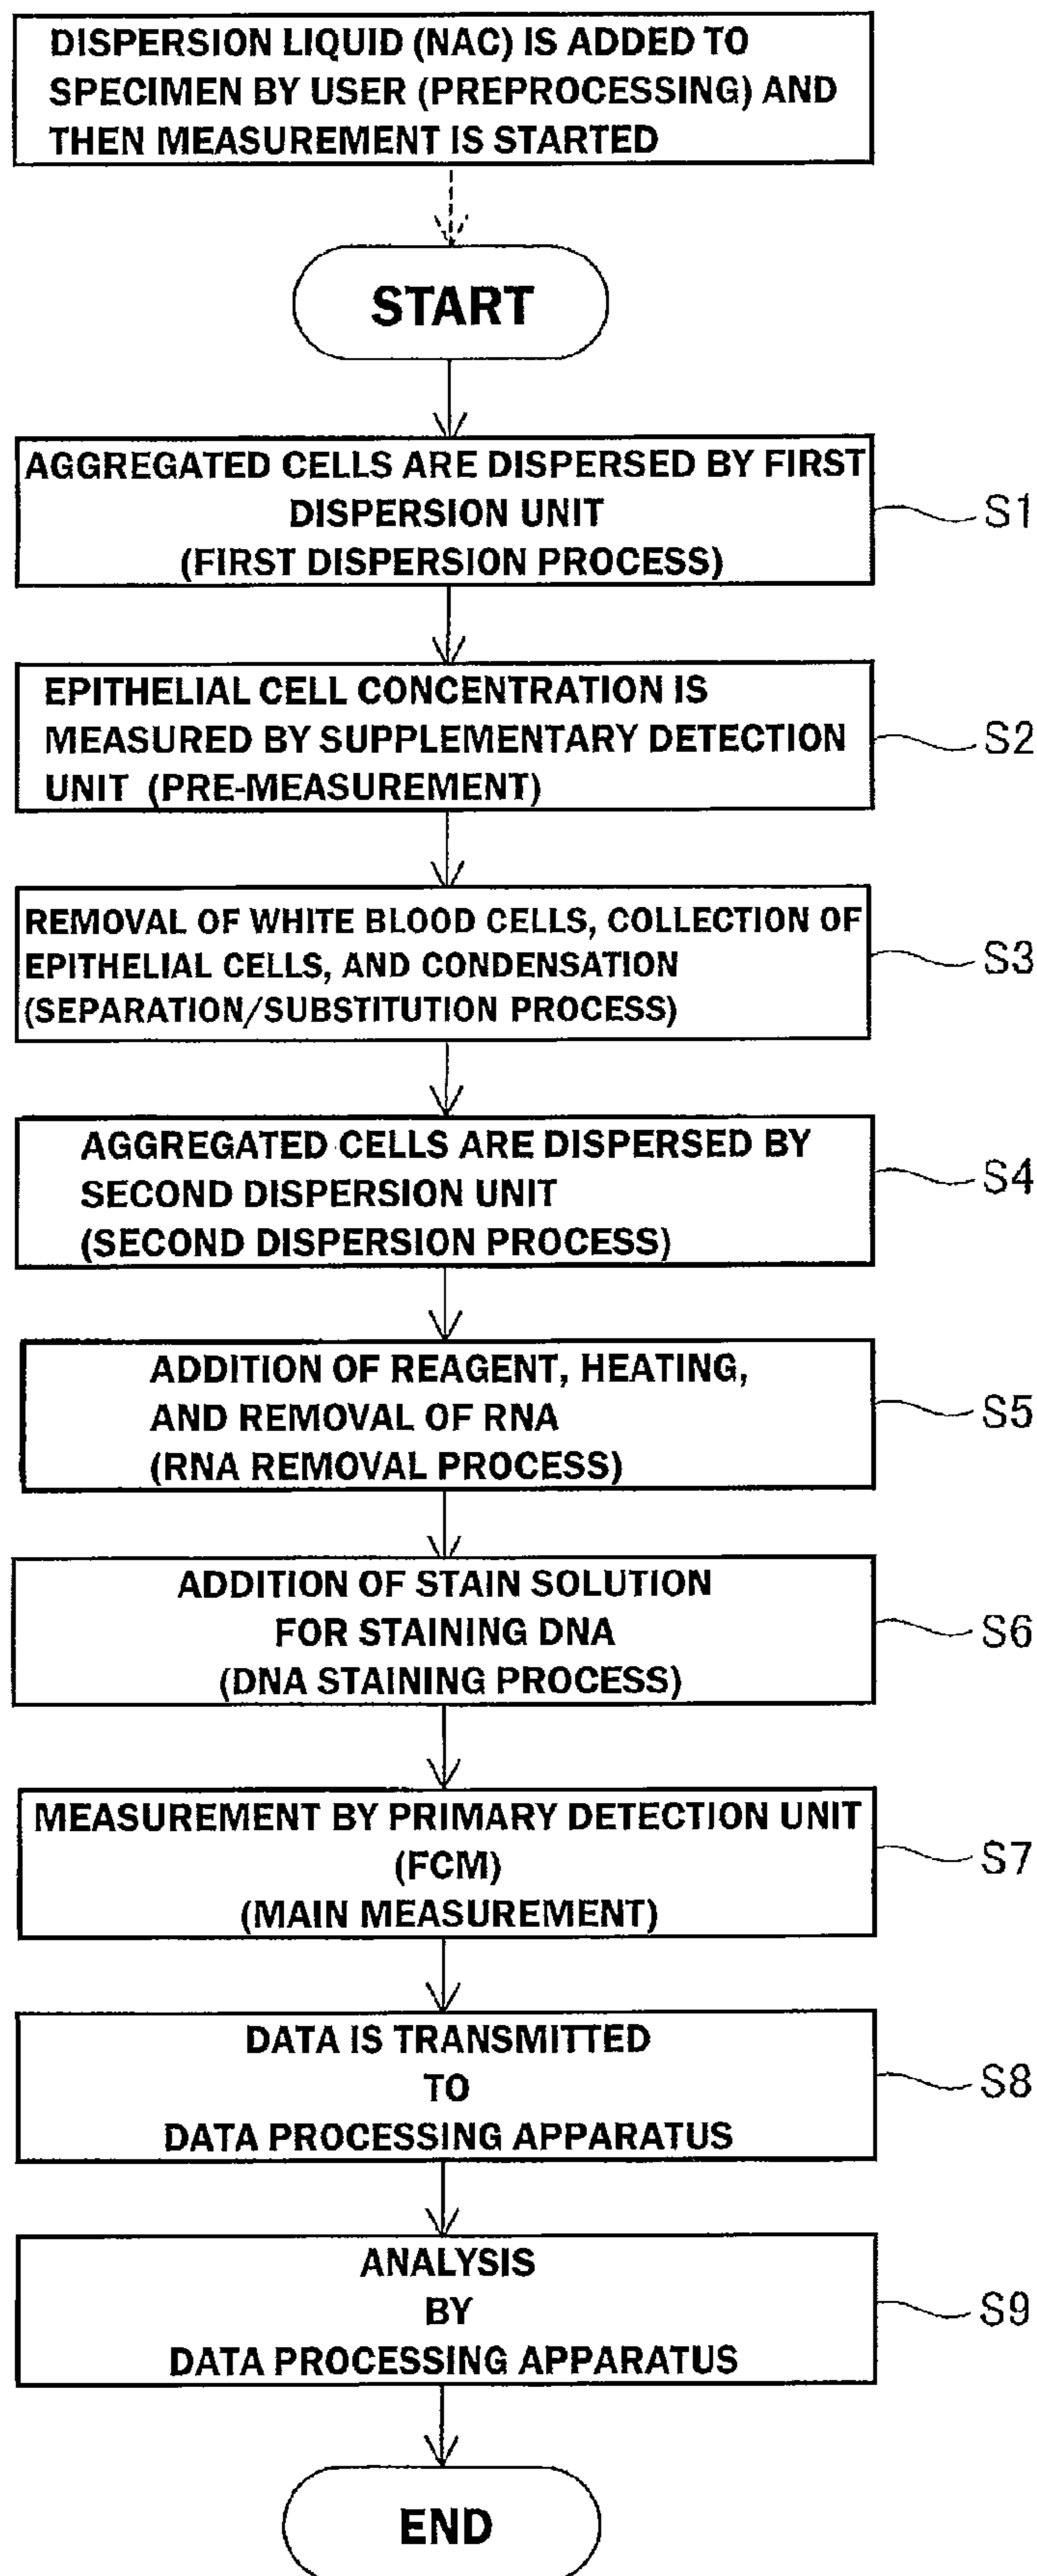 DISPERSION LIQUID (NAC) IS ADDED TO
SPECIMEN BY USER (PREPROCESSING) AND
THEN MEASUREMENT IS STARTED
START
AGGREGATED CELLS ARE DISPERSED BY FIRST
DISPERSION UNIT
(FIRST DISPERSION PROCESS)
S1
EPITHELIAL CELL CONCENTRATION IS
MEASURED BY SUPPLEMENTARY DETECTION
UNIT (PRE-MEASUREMENT)
S2
REMOVAL OF WHITE BLOOD CELLS, COLLECTION OF
EPITHELIAL CELLS, AND CONDENSATION
(SEPARATION/SUBSTITUTION PROCESS)
S3
AGGREGATED CELLS ARE DISPERSED BY
SECOND DISPERSION UNIT
(SECOND DISPERSION PROCESS)
S4
ADDITION OF REAGENT, HEATING,
AND REMOVAL OF RNA
(RNA REMOVAL PROCESS)
S5
ADDITION OF STAIN SOLUTION
FOR STAINING DNA
(DNA STAINING PROCESS)
S6
MEASUREMENT BY PRIMARY DETECTION UNIT
(FCM)
(MAIN MEASUREMENT)
S7
DATA IS TRANSMITTED
TO
DATA PROCESSING APPARATUS
S8
ANALYSIS
BY
DATA PROCESSING APPARATUS
S9
END